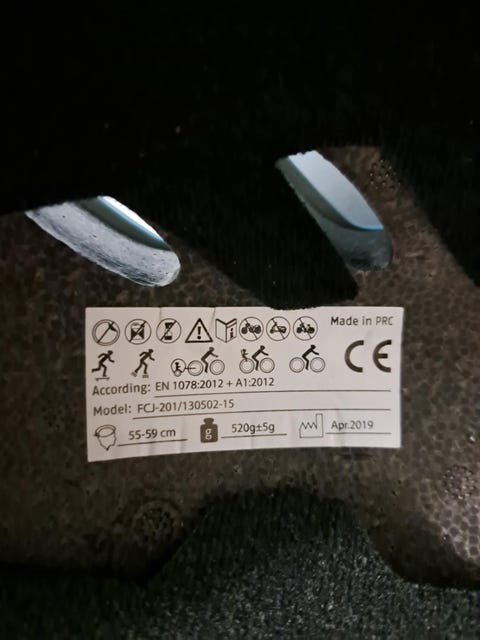 Made in PRC
CE
According: EN 1078:2012 + A1:2012
Model: FCJ-201/130502-15
55-59 cm g 520g±5g Apr.2019